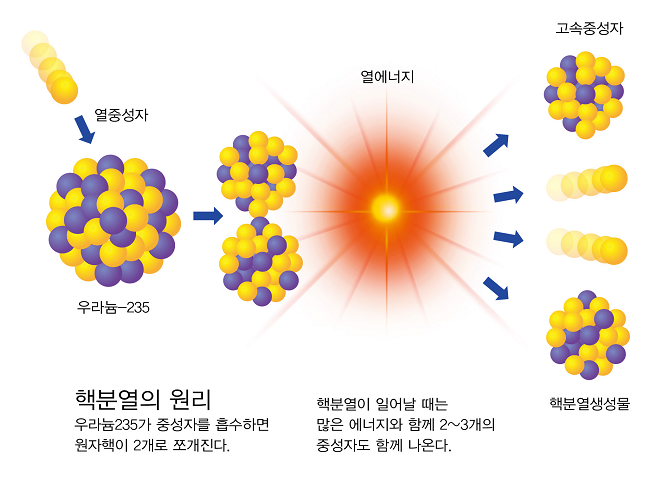 고속중성자
열에너지
열중성자
우라늄-235
핵분열생성물
핵분열의 원리
우라늄235가 중성자를 흡수하면
원자핵이 2개로 쪼개진다.
핵분열이 일어날 때는
많은 에너지와 함께 2~3개의
중성자도 함께 나온다.